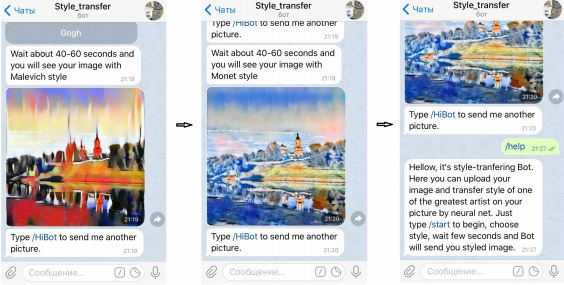 Чаты
Style_transfer
бот
Gogh
Wait about 40-60 seconds and
you will see your image with
Malevich style
21:18
21:19
Type /HiBot to send me another
picture.
21:19
Сообщение...
Чаты
Style_transfer
бот
Type /HiBot to send me another
picture.
21:19
Wait about 40-60 seconds and
you will see your image with
Monet style
21:19
21:20
Type /HiBot to send me another
picture.
21:20
Сообщение...
Чаты
Style_transfer
бот
21:20
Type /HiBot to send me another
picture.
21:20
/help
21:27
Hellow, it's style-tranfering Bot.
Here you can upload your
image and transfer style of one
of the greatest artist on your
picture by neural net. Just
type /start to begin, choose
style, wait few seconds and Bot
will send you styled image.
21:27
Сообщение...